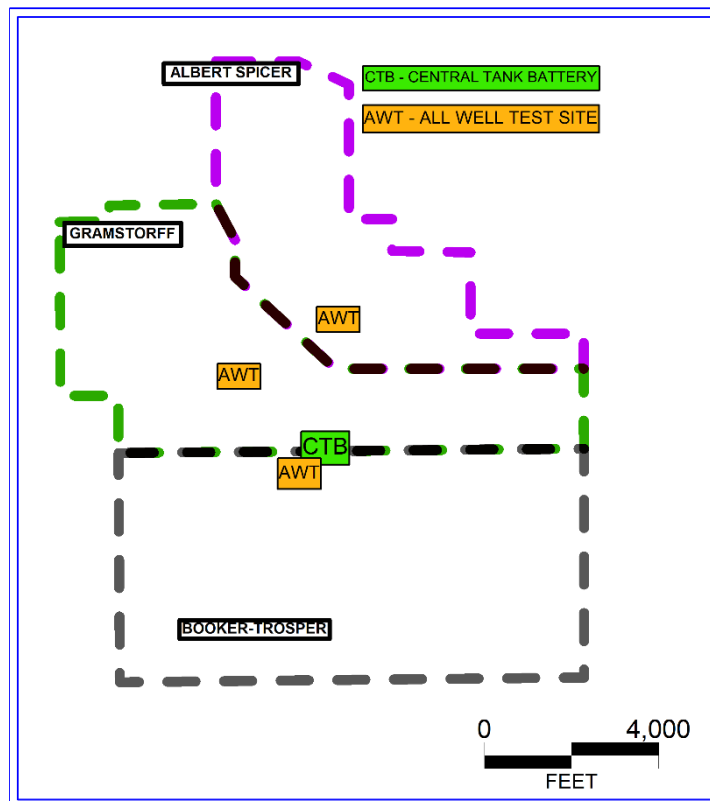 ALBERT SPICER
CTB - CENTRAL TANK BATTERY
AWT - ALL WELL TEST SITE
GRAMSTORFF
AWT
AWT
CTB
AWT
BOOKER-TROSPER
0 4,000
FEET